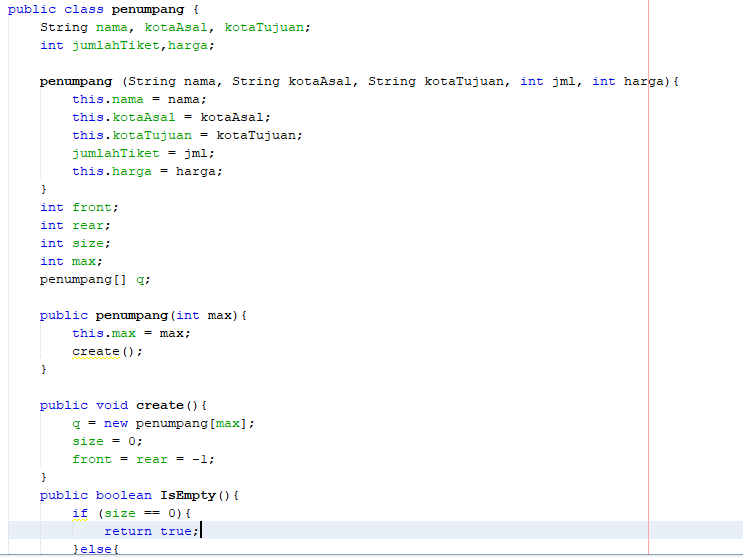 public class penumpang {
String nama, kotaAsal, kotaTujuan;
int jumlahTiket,harga;
penumpang (String nama, String kotaAsal, String kotaTujuan, int jml, int harga){
this.nama = nama;
this.kotaAsal = kotaAsal;
this.kotaTujuan = kotaTujuan;
jumlahTiket = jml;
this.harga = harga;
}
int front;
int rear;
int size;
int max;
penumpang[] q;
public penumpang(int max){
this.max = max;
create();
}
public void create(){
q = new penumpang[max];
size = 0;
front = rear = -1;
}
public boolean IsEmpty(){
if (size == 0){
return true;
}else{